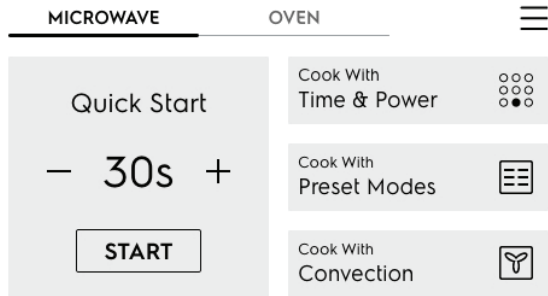 MICROWAVE
OVEN
Quick Start
− 30s +
START
Cook With
Time & Power
Cook With
Preset Modes
Cook With
Convection